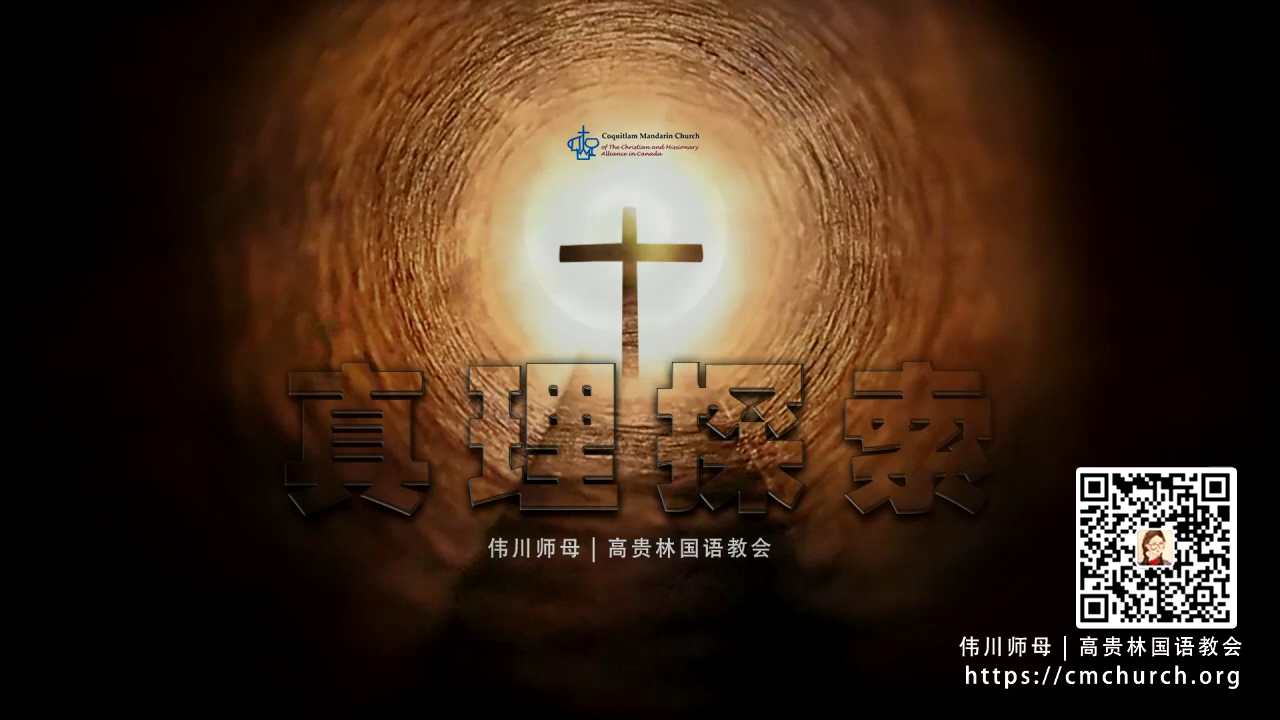 Coquitlam Mandarin Church
of The Christian and Missionary
Alliance in Canada
真理探索
伟川师母 | 高贵林国语教会
伟川师母 | 高贵林国语教会
https://cmchurch.org